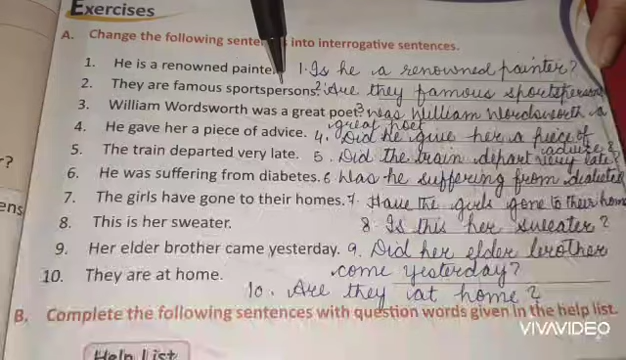 Exercises
A. Change the following sente into interrogative sentences.
1. He is a renowned painte 1. Is he a renowned painter?
2. They are famous sportspersons. 2. Are they famous sportspersons
3. William Wordsworth was a great poet. 3 Was William Wordsworth a
great poet
4. He gave her a piece of advice. 4. Did he give her a piece of
advice?
5. The train departed very late. 5. Did the train depart very late?
6. He was suffering from diabetes. 6 Was he suffering from diabetes
7. The girls have gone to their homes. 7. Have the girls gone to their hom
8. This is her sweater. 8. Is this her sweater?
9. Her elder brother came yesterday. 9. Did her elder brother
come yesterday?
10. They are at home.
10. Are they at home?
B. Complete the following sentences with question words given in the help list.
Help List
?
ens
VIVAVIDEO